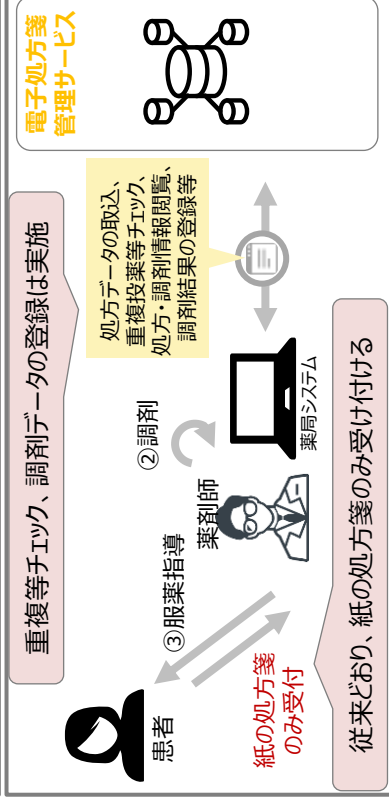 重複等チェック、調剤データの登録は実施
電子処方箋
管理サービス
処方データの取込、
重複投薬等チェック、
処方・調剤情報閲覧、
調剤結果の登録等
②調剤
③服薬指導
薬剤師
患者
薬局システム
紙の処方箋
のみ受付
従来どおり、紙の処方箋のみ受け付ける